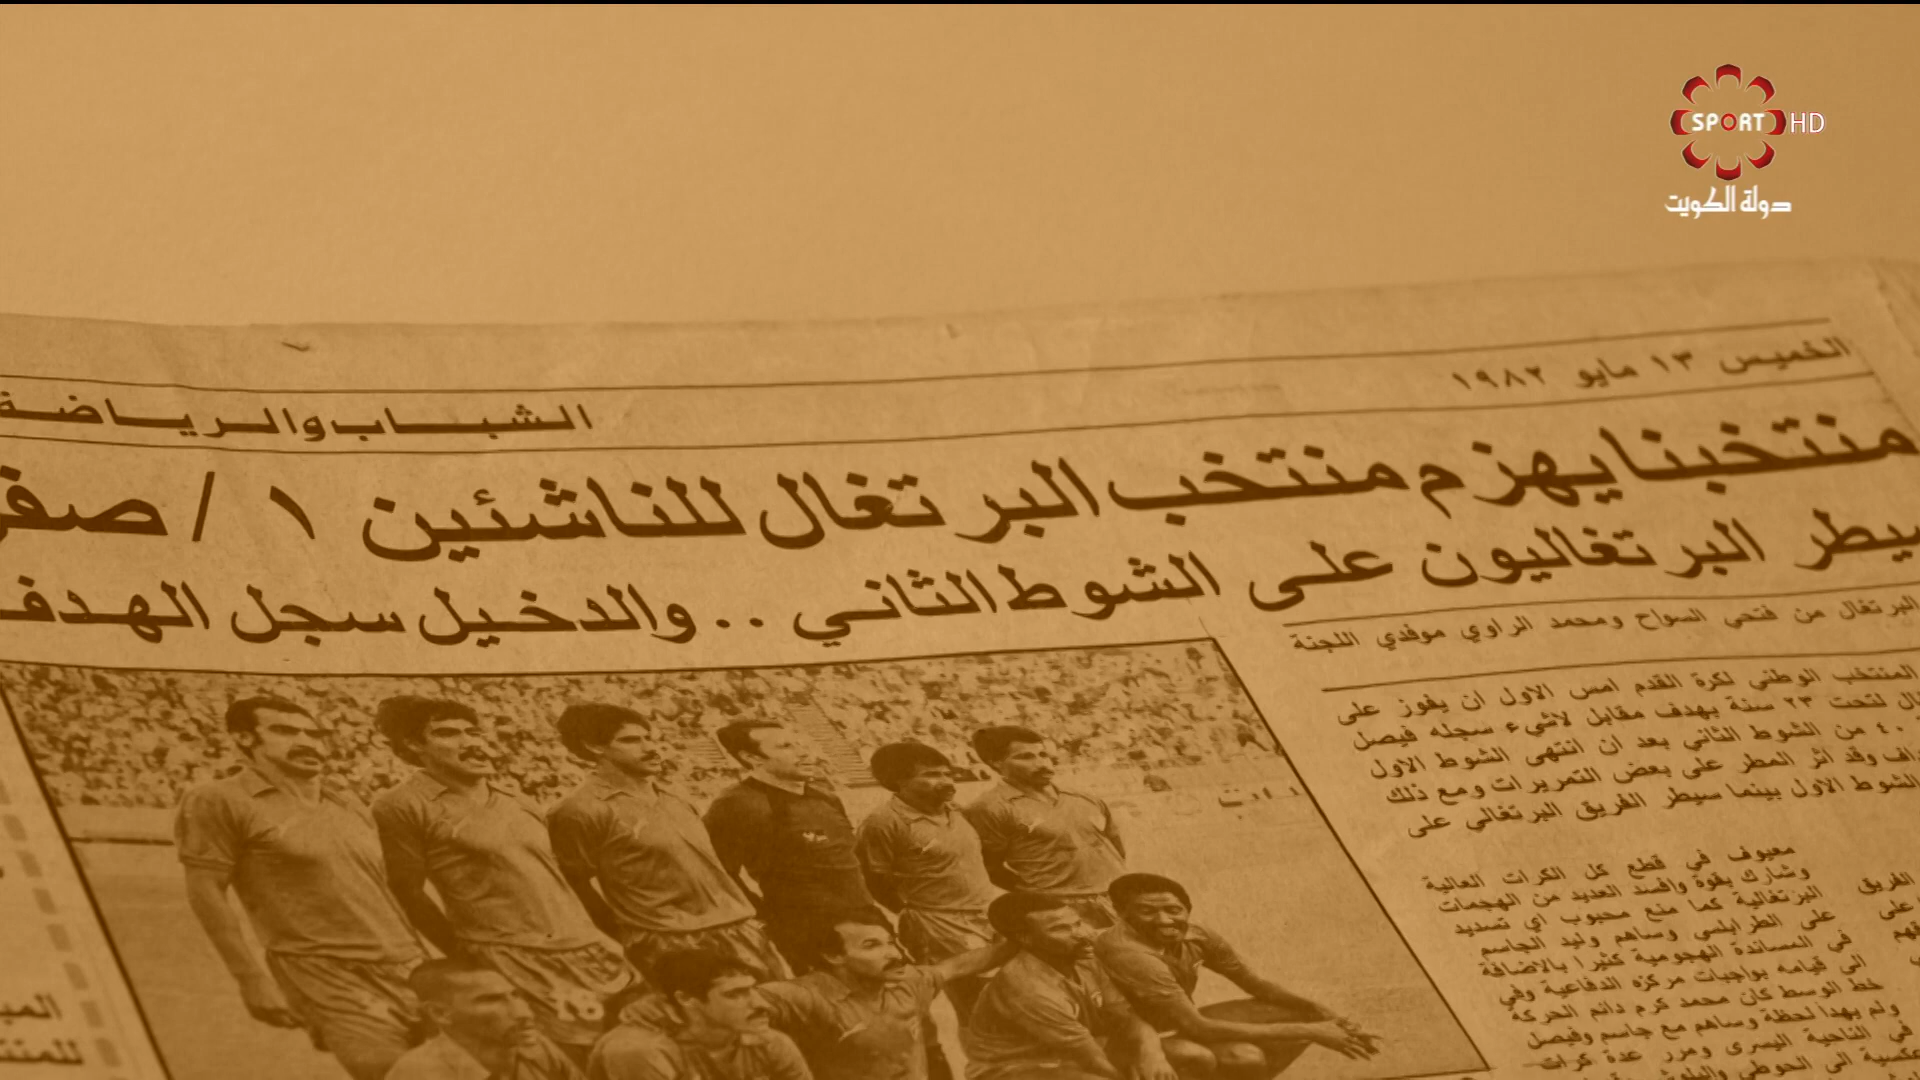 SPORT HD
دولة الكويت
الخميس ١٣ مايو ١٩٨٢
الشباب والرياضة
منتخبنا يهزم منتخب البرتغال للناشئين ١ / صفر
سيطر البرتغاليون على الشوط الثاني .. والدخيل سجل الهدف
البرتغال من فتحي السواح ومحمد الراوي موفدي اللجنة
المنتخب الوطني لكرة القدم امس الاول ان يفوز على
لتحت ٢٣ سنة بهدف مقابل لاشيء سجله فيصل
٤٠ من الشوط الثاني بعد ان انتهى الشوط الاول
وقد اثر المطر على بعض التمريرات ومع ذلك
الشوط الاول بينما سيطر الفريق البرتغالي على
معيوف في قطع كل الكرات العالية
وشارك بقوة وافسد العديد من الهجمات
البرتغالية كما منع محبوب اي تسديد
على الطرابلسي وساهم وليد الجاسم
في المساندة الهجومية كثيرا بالاضافة
الى قيامه بواجبات مركزه الدفاعية وفي
خط الوسط كان محمد كرم دائم الحركة
ولم يهدا لحظة وساهم مع جاسم وفيصل
في الناحية اليسرى ومرر عدة كرات
الى الحوطي
الفريق
على